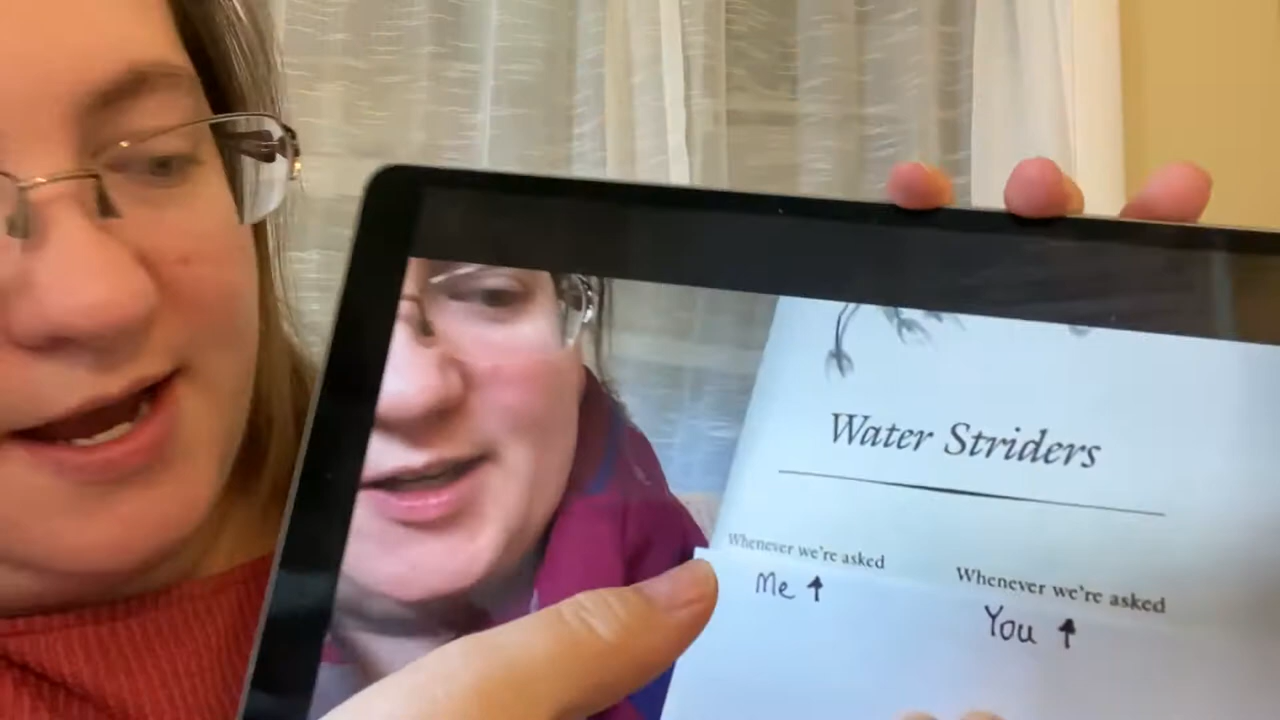 Water Striders
Whenever we're asked
Me ↑
Whenever we're asked
You ↑